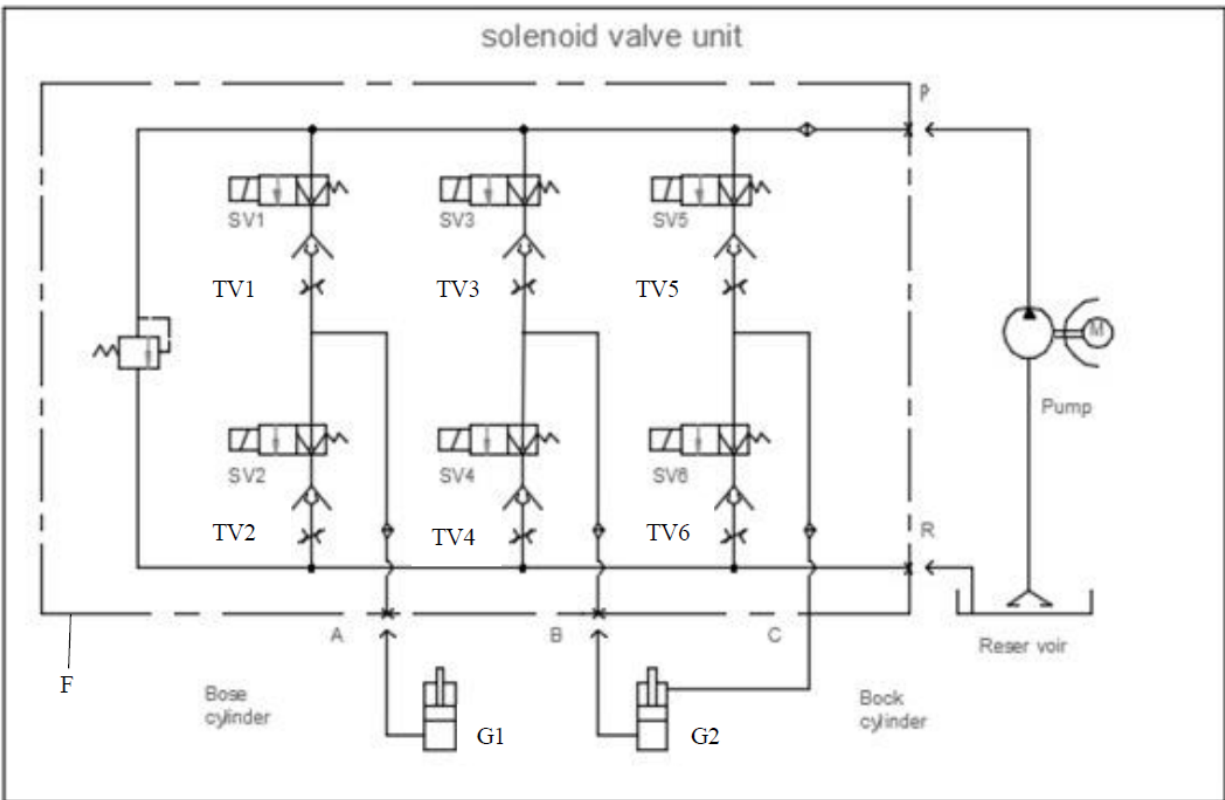 solenoid valve unit
P
SV1
SV3
SV5
TV1
TV3
TV5
M
Pump
SV2
SV4
SV6
TV2
TV4
TV6
R
A
B
C
Reser voir
F
Bose
cylinder
Bock
cylinder
G1
G2